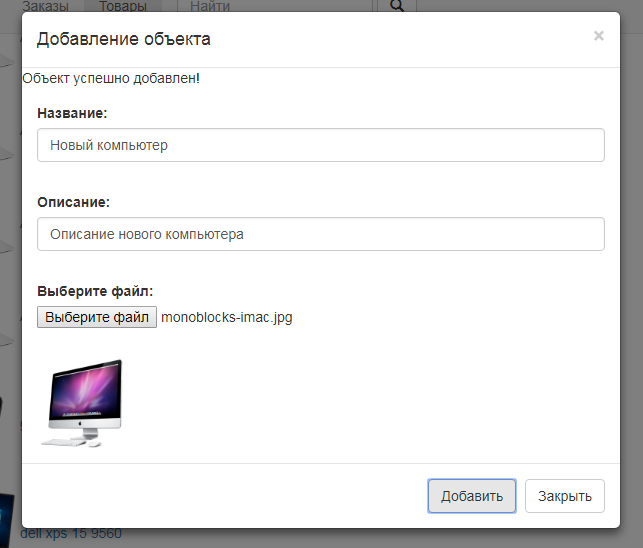 Заказы Товары Найти
Добавление объекта ×
Объект успешно добавлен!
Название:
Новый компьютер
Описание:
Описание нового компьютера
Выберите файл:
Выберите файл monoblocks-imac.jpg
Добавить Закрыть
dell xps 15 9560